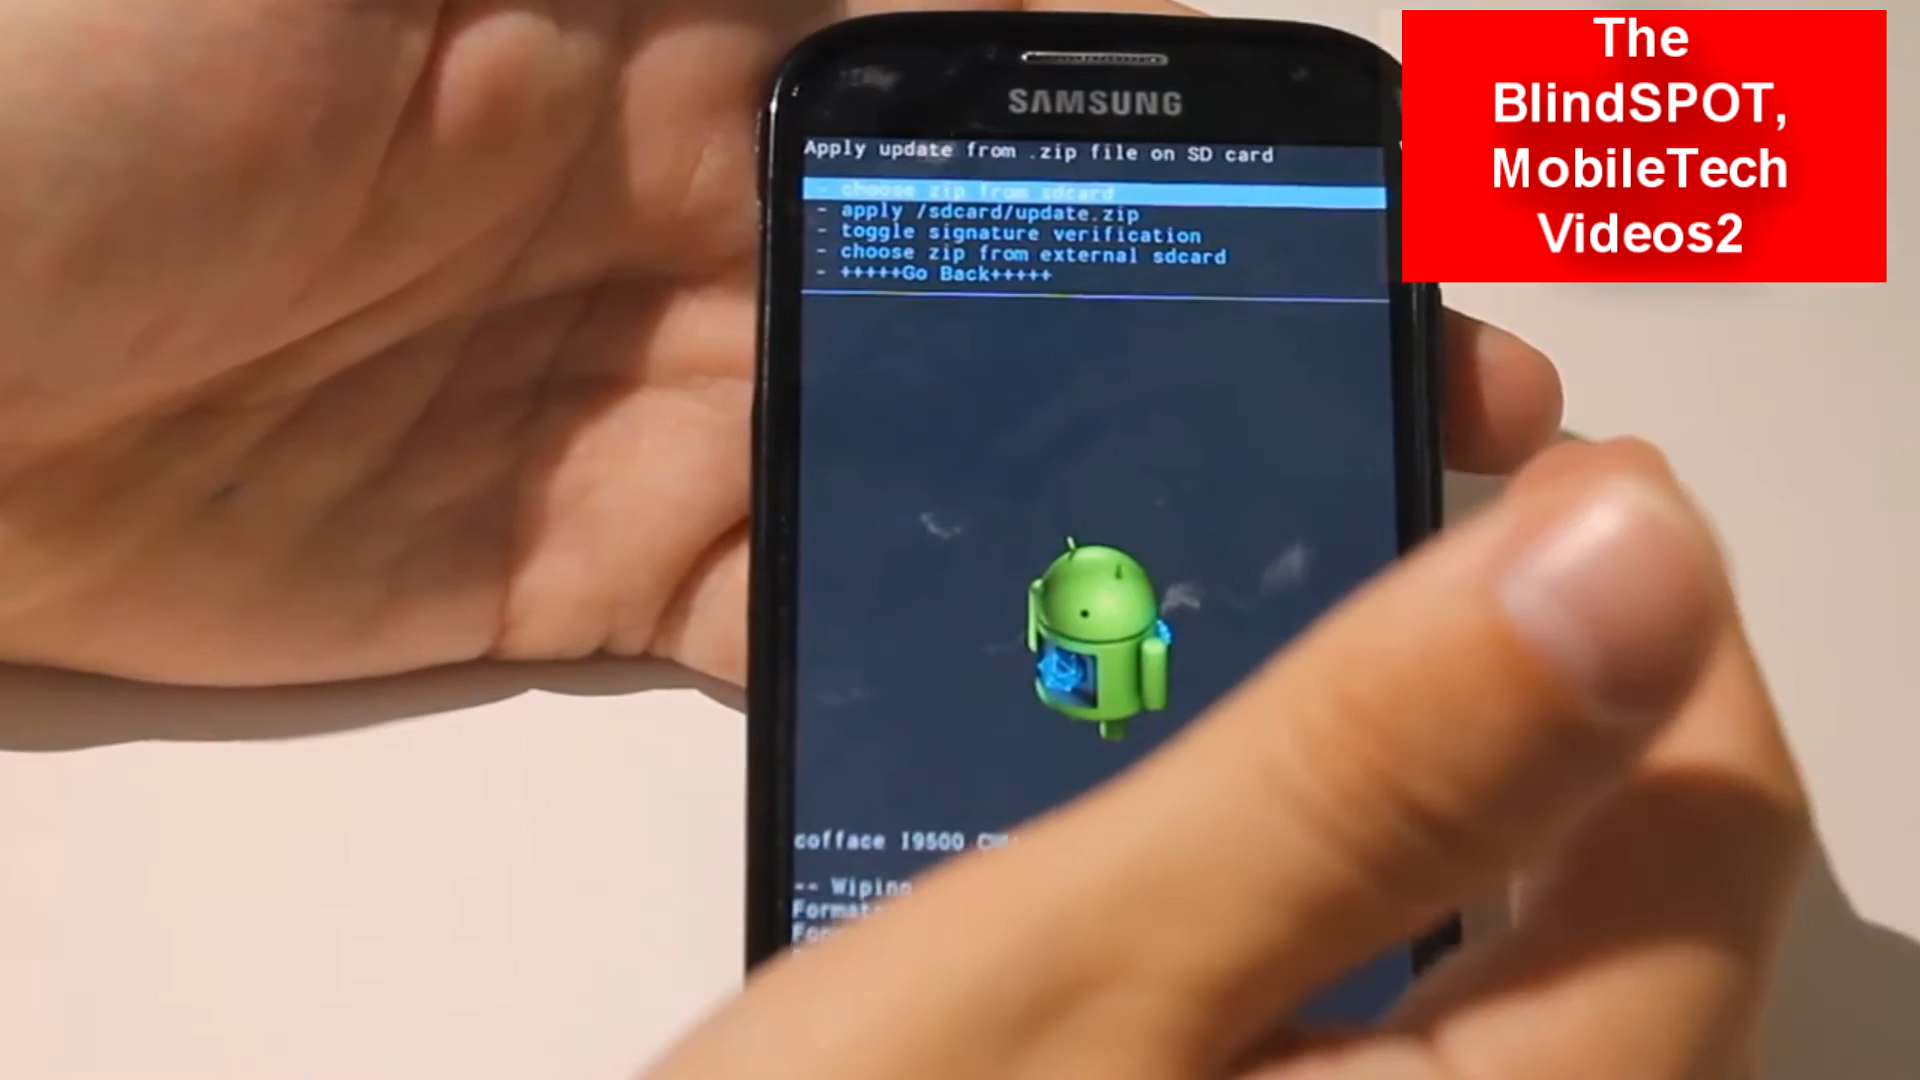 The
BlindSPOT,
MobileTech
Videos2
SAMSUNG
Apply update from .zip file on SD card
- choose zip from sdcard
- apply /sdcard/update.zip
- toggle signature verification
- choose zip from external sdcard
- +++++Go Back+++++
cofface I9500
-- Wiping